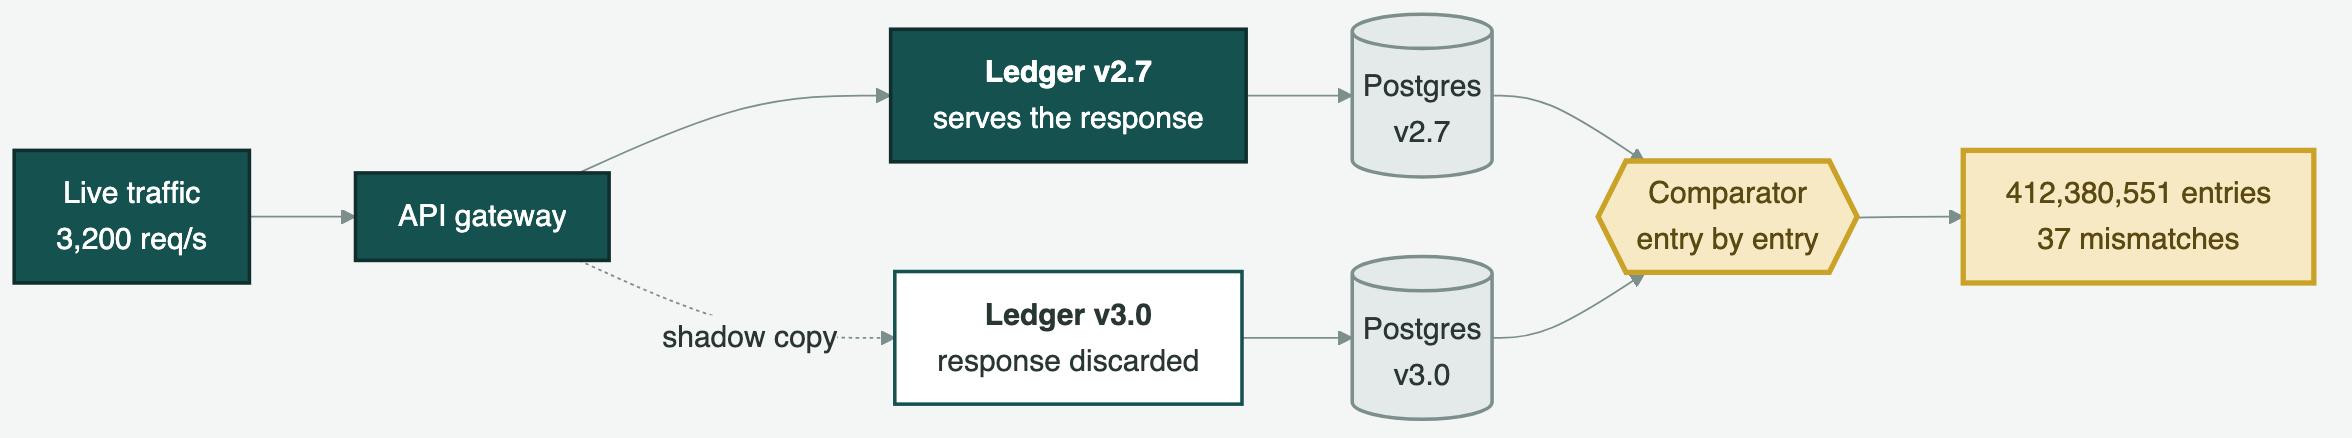 Live traffic
3,200 req/s
API gateway
shadow copy
Ledger v2.7
serves the response
Ledger v3.0
response discarded
Postgres
v2.7
Postgres
v3.0
Comparator
entry by entry
412,380,551 entries
37 mismatches